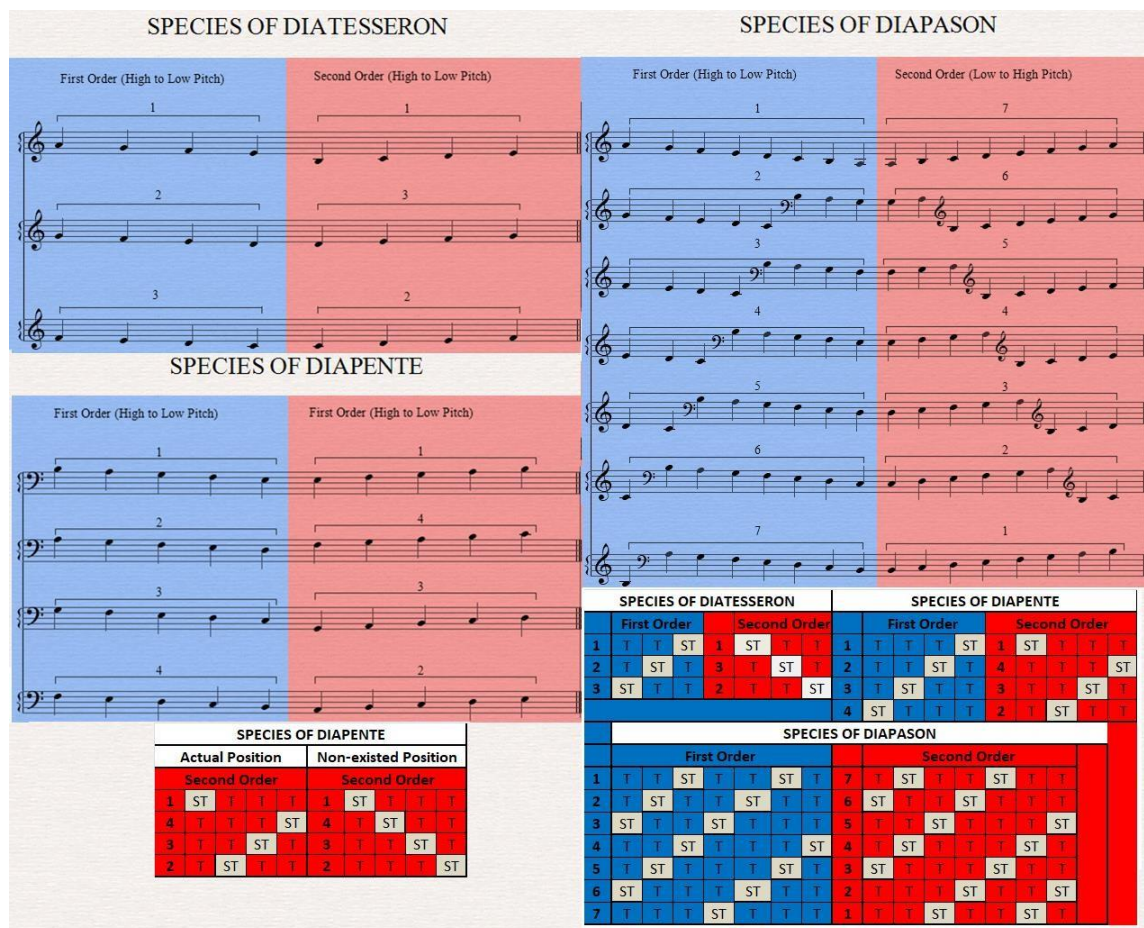 SPECIES OF DIATESSERON
First Order (High to Low Pitch) Second Order (High to Low Pitch)
1 1
2 3
3 2
SPECIES OF DIAPENTE
First Order (High to Low Pitch) First Order (High to Low Pitch)
1 1
2 4
3 3
4 2
SPECIES OF DIAPENTE
Actual Position Non-existed Position
Second Order Second Order
1 ST T T T 1 ST T T T
4 T T T ST 4 T ST T T
3 T T ST T 3 T T ST T
2 T ST T T 2 T T T ST
SPECIES OF DIAPASON
First Order (High to Low Pitch) Second Order (Low to High Pitch)
1 7
2 6
3 5
4 4
5 3
6 2
7 1
SPECIES OF DIATESSERON SPECIES OF DIAPENTE
First Order Second Order First Order Second Order
1 T T ST 1 ST T T 1 T T T ST 1 ST T T T
2 T ST T 3 T ST T 2 T T ST T 4 T T T ST
3 ST T T 2 T T ST 3 T ST T T 3 T T ST T
4 ST T T T 2 T ST T T
SPECIES OF DIAPASON
First Order Second Order
1 T T ST T T ST T 7 T ST T T ST T T
2 T ST T T ST T T 6 ST T T ST T T T
3 ST T T ST T T T 5 T T ST T T T ST
4 T T ST T T T ST 4 T ST T T T ST T
5 T ST T T T ST T 3 ST T T T ST T T
6 ST T T T ST T T 2 T T T ST T T ST
7 T T T ST T T T 1 T T ST T T ST T